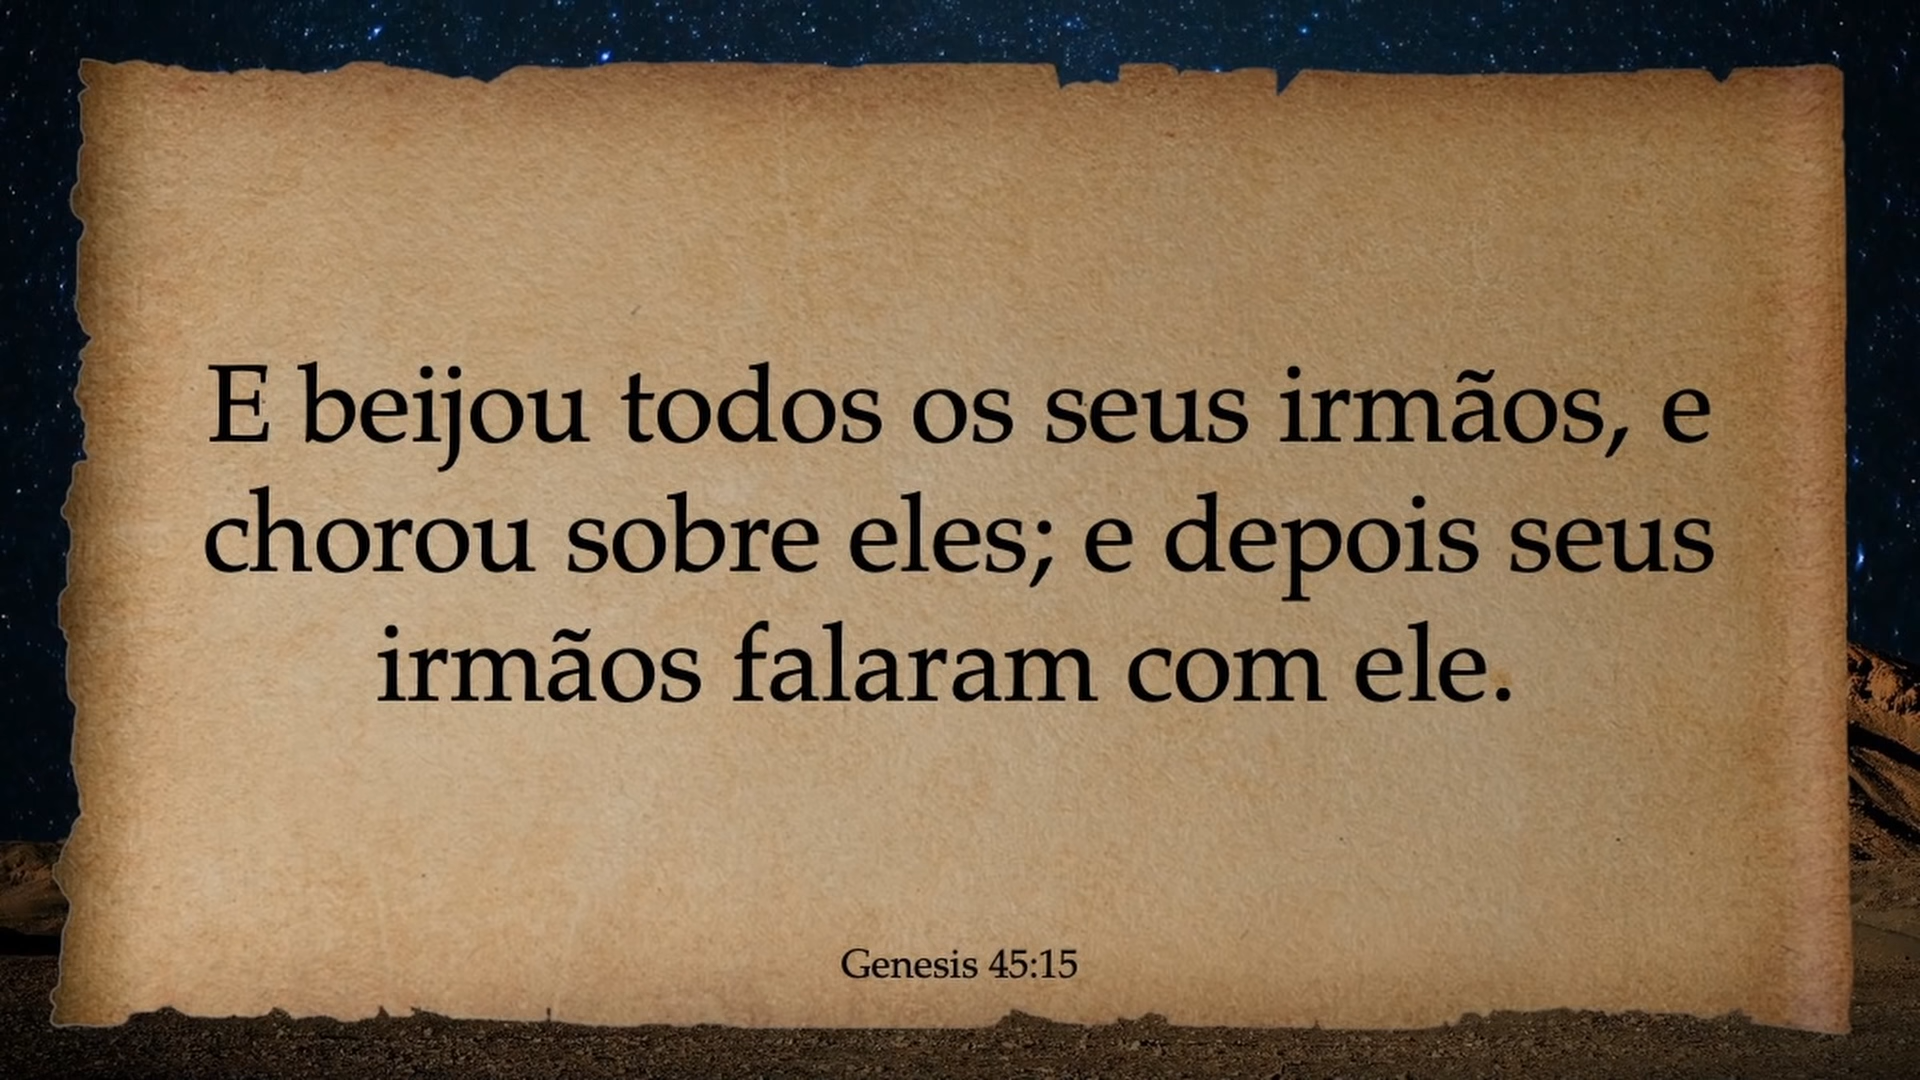 E beijou todos os seus irmãos, e
chorou sobre eles; e depois seus
irmãos falaram com ele.
Genesis 45:15